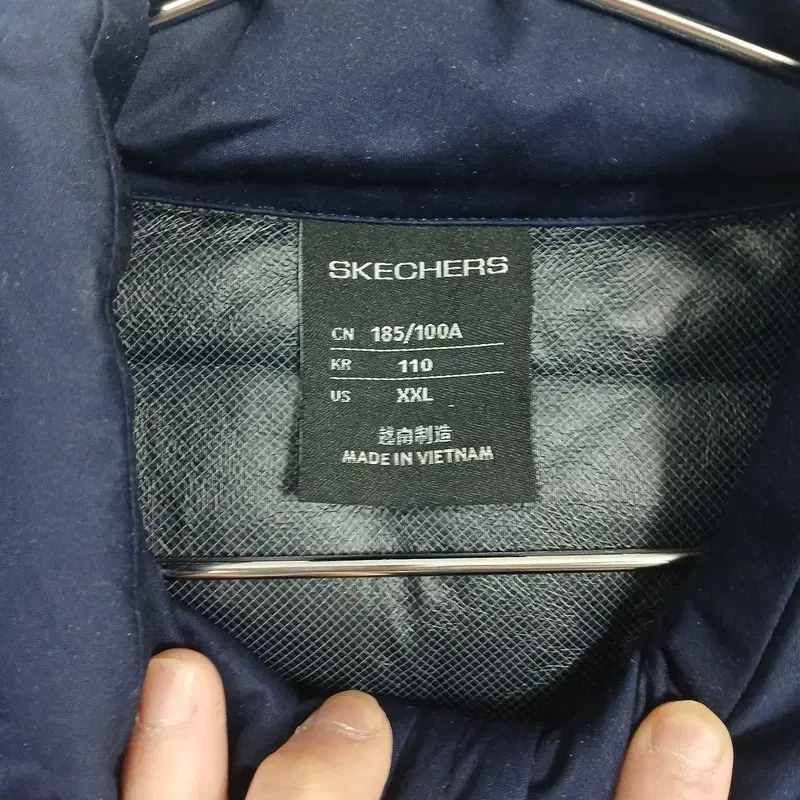 SKECHERS
CN 185/100A
KR 110
US XXL
越南制造
MADE IN VIETNAM